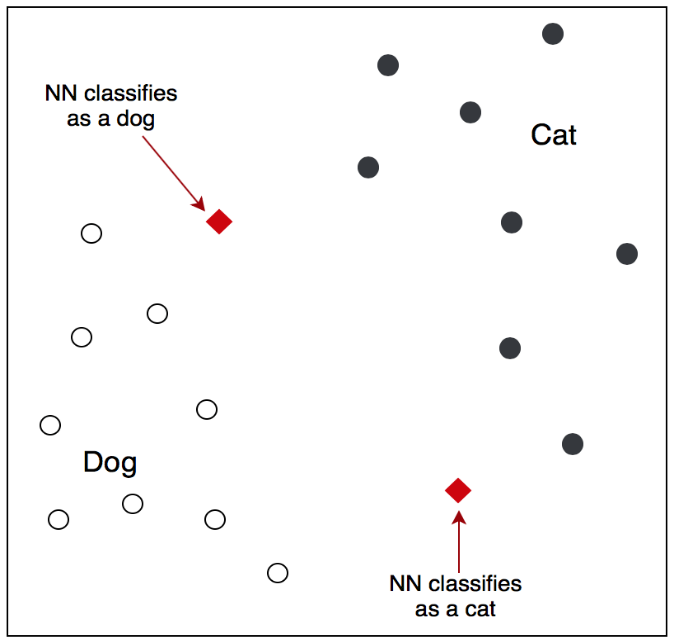 NN classifies
as a dog
Cat
Dog
NN classifies
as a cat